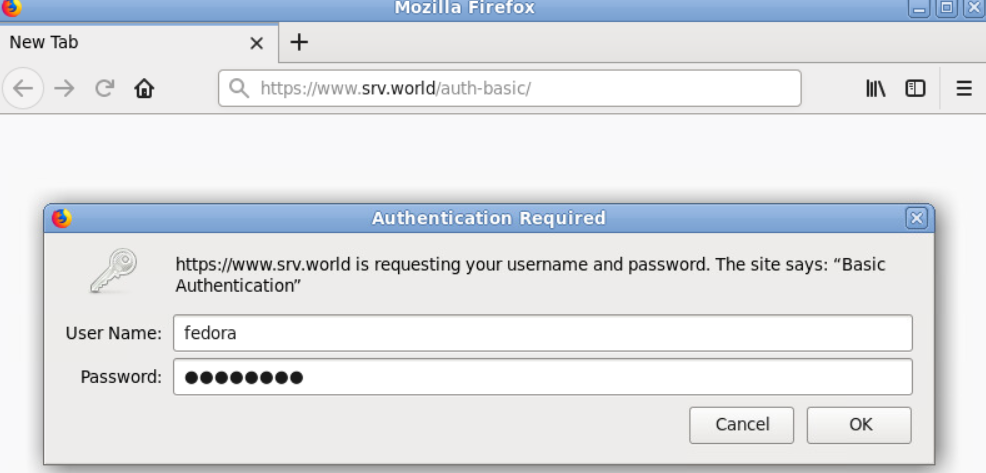 Mozilla Firefox
New Tab
https://www.srv.world/auth-basic/
Authentication Required
https://www.srv.world is requesting your username and password. The site says: “Basic
Authentication”
User Name: fedora
Password: ●●●●●●●●
Cancel OK